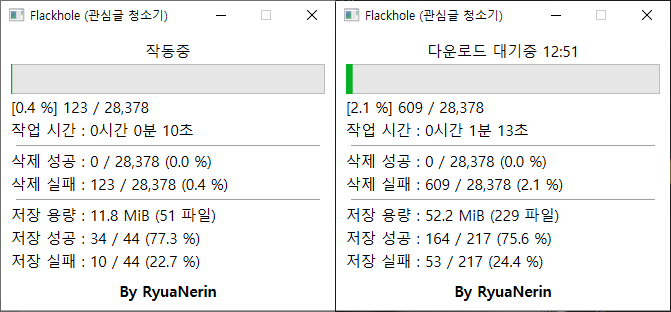 Flackhole (관심글 청소기)
작동중
[0.4 %] 123 / 28,378
작업 시간 : 0시간 0분 10초
삭제 성공 : 0 / 28,378 (0.0 %)
삭제 실패 : 123 / 28,378 (0.4 %)
저장 용량 : 11.8 MiB (51 파일)
저장 성공 : 34 / 44 (77.3 %)
저장 실패 : 10 / 44 (22.7 %)
By RyuaNerin
Flackhole (관심글 청소기)
다운로드 대기중 12:51
[2.1 %] 609 / 28,378
작업 시간 : 0시간 1분 13초
삭제 성공 : 0 / 28,378 (0.0 %)
삭제 실패 : 609 / 28,378 (2.1 %)
저장 용량 : 52.2 MiB (229 파일)
저장 성공 : 164 / 217 (75.6 %)
저장 실패 : 53 / 217 (24.4 %)
By RyuaNerin